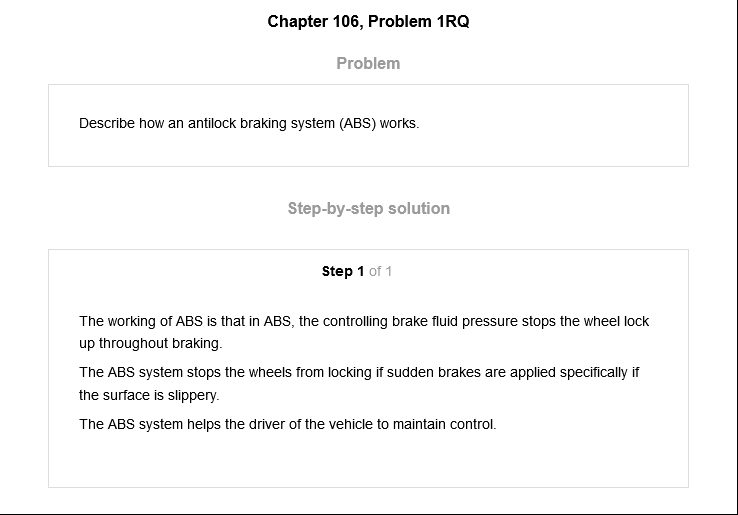 Chapter 106, Problem 1RQ
Problem
Describe how an antilock braking system (ABS) works.
Step-by-step solution
Step 1 of 1
The working of ABS is that in ABS, the controlling brake fluid pressure stops the wheel lock
up throughout braking.
The ABS system stops the wheels from locking if sudden brakes are applied specifically if
the surface is slippery.
The ABS system helps the driver of the vehicle to maintain control.